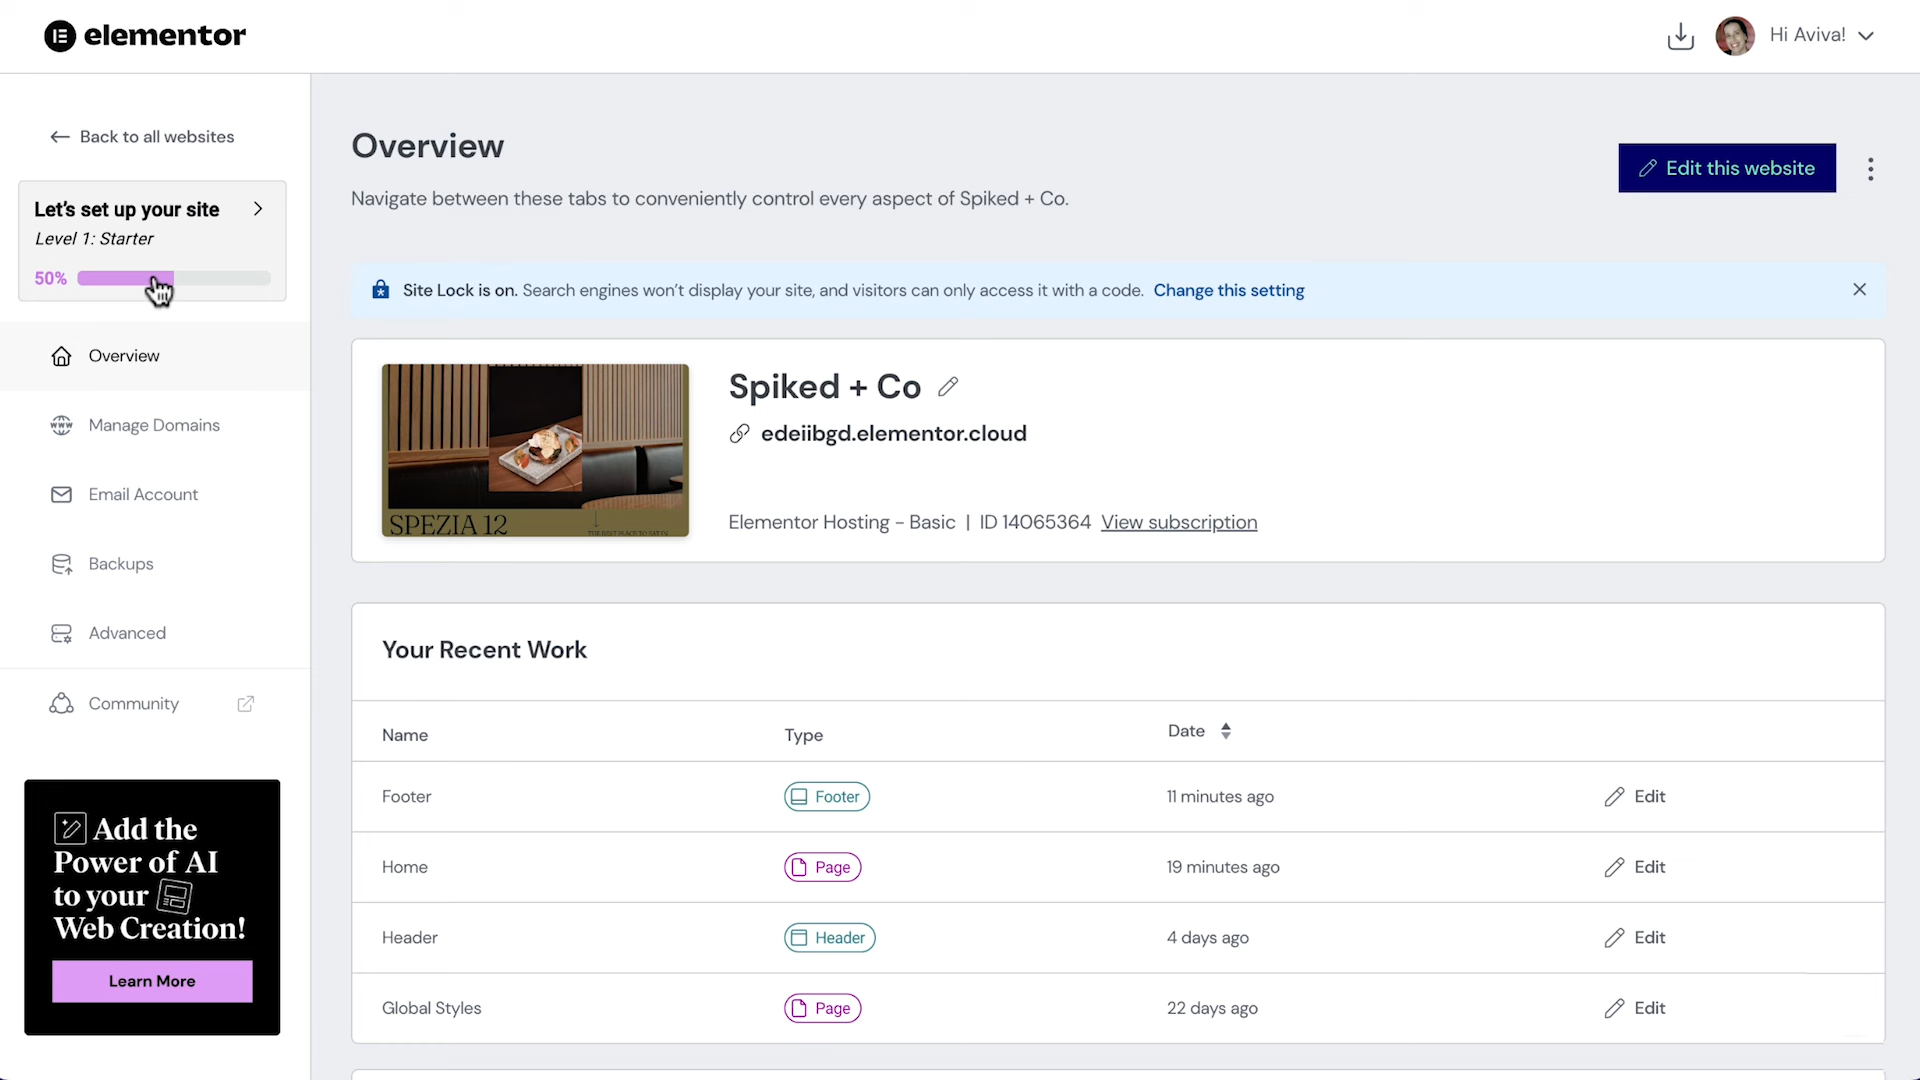 elementor
Hi Aviva!
Back to all websites
Let's set up your site
Level 1: Starter
50%
Overview
Manage Domains
Email Account
Backups
Advanced
Community
Add the
Power of AI
to your
Web Creation!
Learn More
Overview
Navigate between these tabs to conveniently control every aspect of Spiked + Co.
Edit this website
Site Lock is on. Search engines won't display your site, and visitors can only access it with a code. Change this setting
SPEZIA 12
THE BEST PLACE TO EAT IN
Spiked + Co
edeiibgd.elementor.cloud
Elementor Hosting - Basic | ID 14065364 View subscription
Your Recent Work
Name Type Date
Footer Footer 11 minutes ago Edit
Home Page 19 minutes ago Edit
Header Header 4 days ago Edit
Global Styles Page 22 days ago Edit